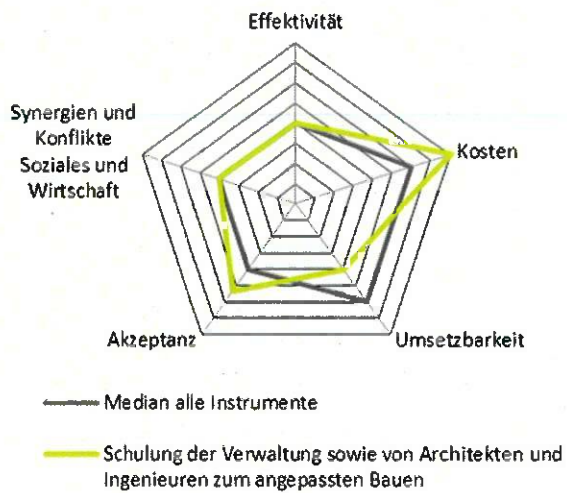 Effektivität
Synergien und
Konflikte
Soziales und
Wirtschaft
Kosten
Akzeptanz
Umsetzbarkeit
Median alle Instrumente
Schulung der Verwaltung sowie von Architekten und
Ingenieuren zum angepassten Bauen